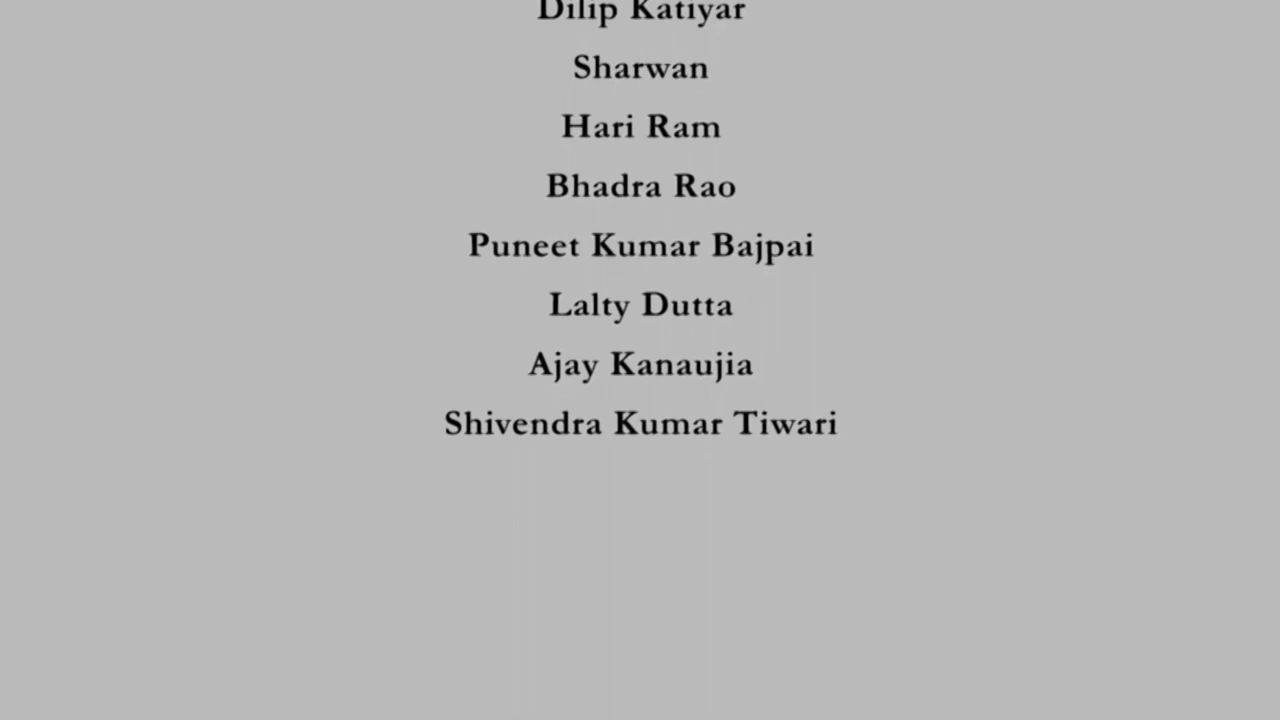 Dilip Katiyar
Sharwan
Hari Ram
Bhadra Rao
Puneet Kumar Bajpai
Lalty Dutta
Ajay Kanaujia
Shivendra Kumar Tiwari